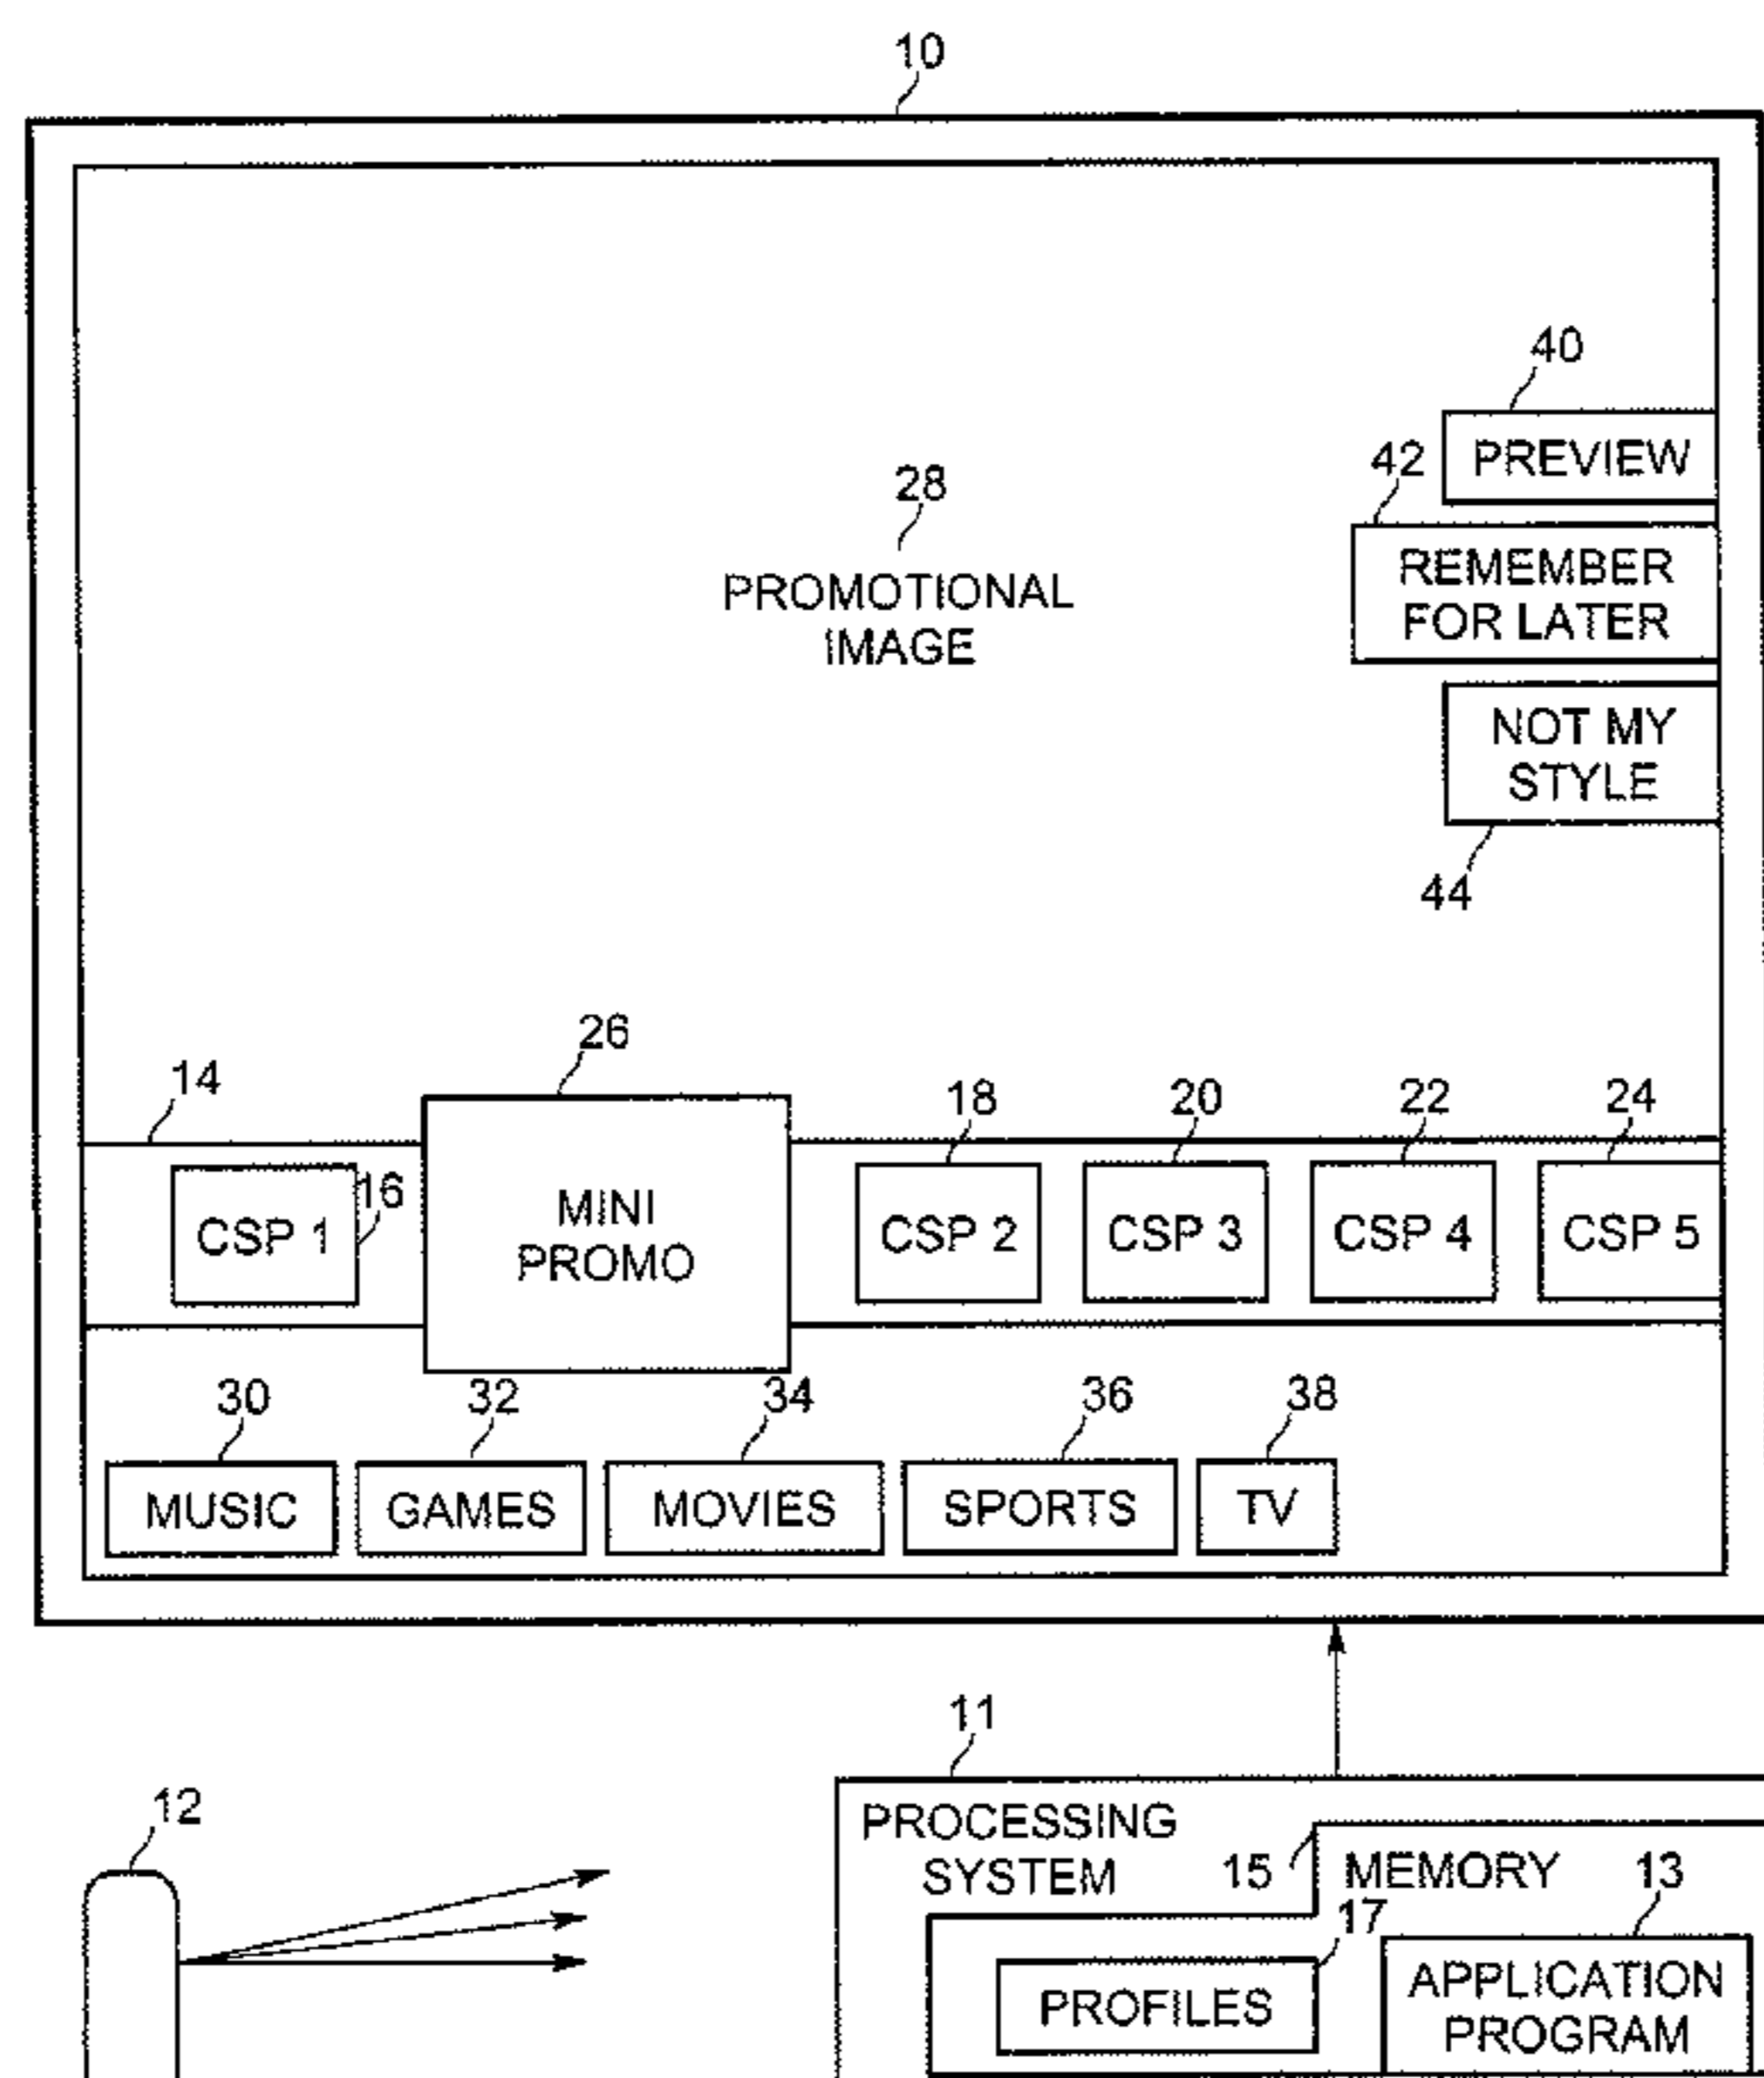 10
40
PREVIEW
42
REMEMBER
FOR LATER
28
PROMOTIONAL
IMAGE
NOT MY
STYLE
44
26
14
18
20
22
24
16
CSP 1
MINI
PROMO
CSP 2
CSP 3
CSP 4
CSP 5
30
32
34
36
38
MUSIC
GAMES
MOVIES
SPORTS
TV
11
12
PROCESSING
SYSTEM
15
MEMORY
13
17
PROFILES
APPLICATION
PROGRAM